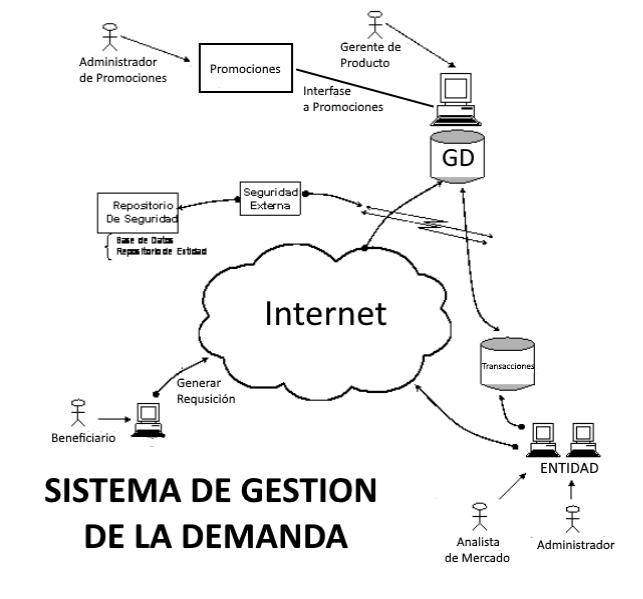 Administrador
de Promociones
Promociones
Gerente de
Producto
Interfase
a Promociones
GD
Seguridad
Externa
Repositorio
De Seguridad
Base de Datos
Repositorio de Entidad
Internet
Transacciones
Generar
Requsición
Beneficiario
ENTIDAD
SISTEMA DE GESTION
DE LA DEMANDA
Analista
de Mercado
Administrador